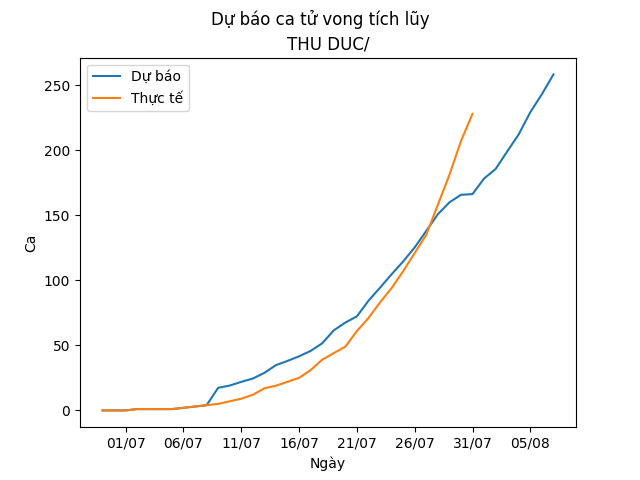 Dự báo ca tử vong tích lũy
THU DUC/
Dự báo
Thực tế
250
200
150
100
50
0
Ca
01/07 06/07 11/07 16/07 21/07 26/07 31/07 05/08
Ngày